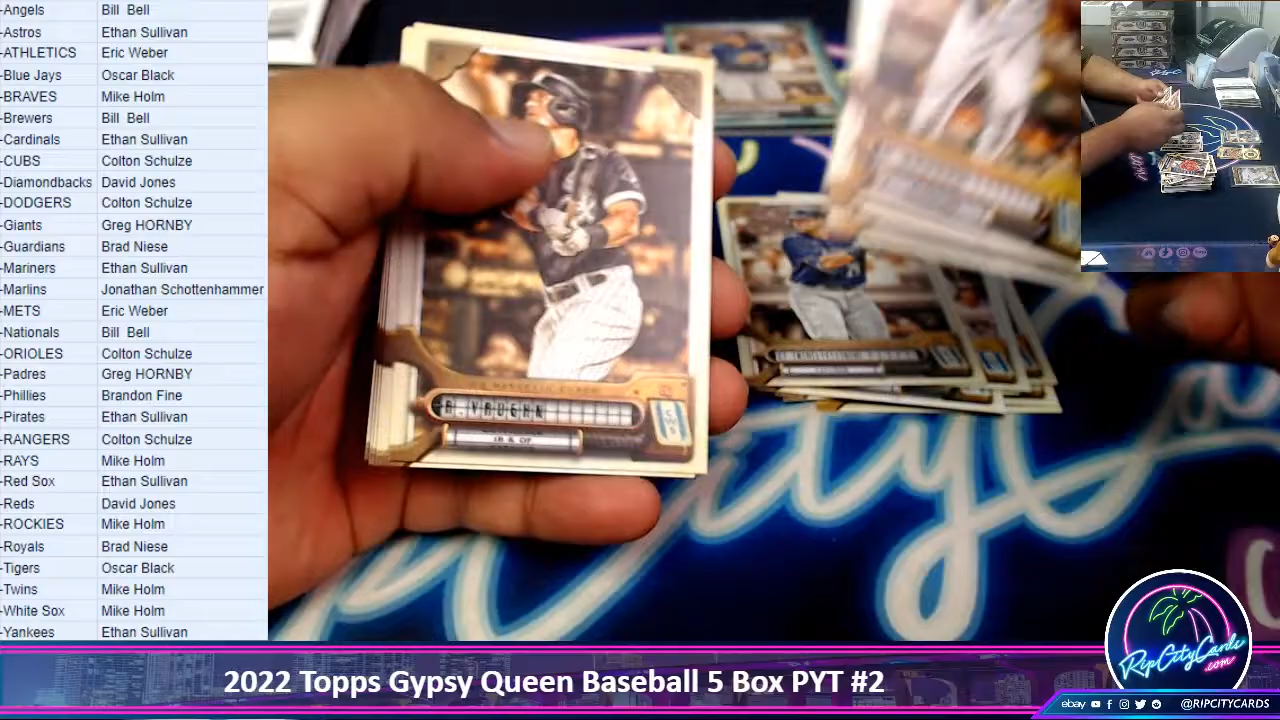 -Angels Bill Bell
-Astros Ethan Sullivan
-ATHLETICS Eric Weber
-Blue Jays Oscar Black
-BRAVES Mike Holm
-Brewers Bill Bell
-Cardinals Ethan Sullivan
-CUBS Colton Schulze
-Diamondbacks David Jones
-DODGERS Colton Schulze
-Giants Greg HORNBY
-Guardians Brad Niese
-Mariners Ethan Sullivan
-Marlins Jonathan Schottenhammer
-METS Eric Weber
-Nationals Bill Bell
-ORIOLES Colton Schulze
-Padres Greg HORNBY
-Phillies Brandon Fine
-Pirates Ethan Sullivan
-RANGERS Colton Schulze
-RAYS Mike Holm
-Red Sox Ethan Sullivan
-Reds David Jones
-ROCKIES Mike Holm
-Royals Brad Niese
-Tigers Oscar Black
-Twins Mike Holm
-White Sox Mike Holm
-Yankees Ethan Sullivan
1B & OF
CWS
RipCityCards
.com
2022 Topps Gypsy Queen Baseball 5 Box PYT #2
ebay @RIPCITYCARDS